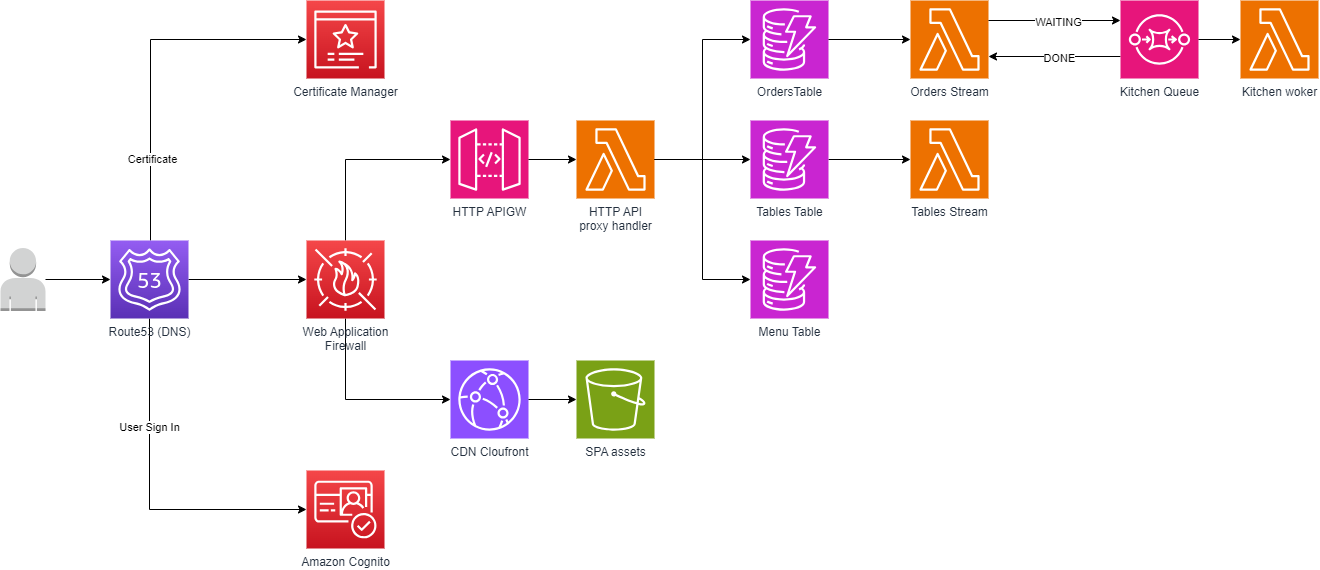 WAITING
DONE
Certificate Manager
OrdersTable
Orders Stream
Kitchen Queue
Kitchen woker
Certificate
HTTP APIGW
HTTP API
proxy handler
Tables Table
Tables Stream
53
Route53 (DNS)
Web Application
Firewall
Menu Table
User Sign In
CDN Cloufront
SPA assets
Amazon Cognito